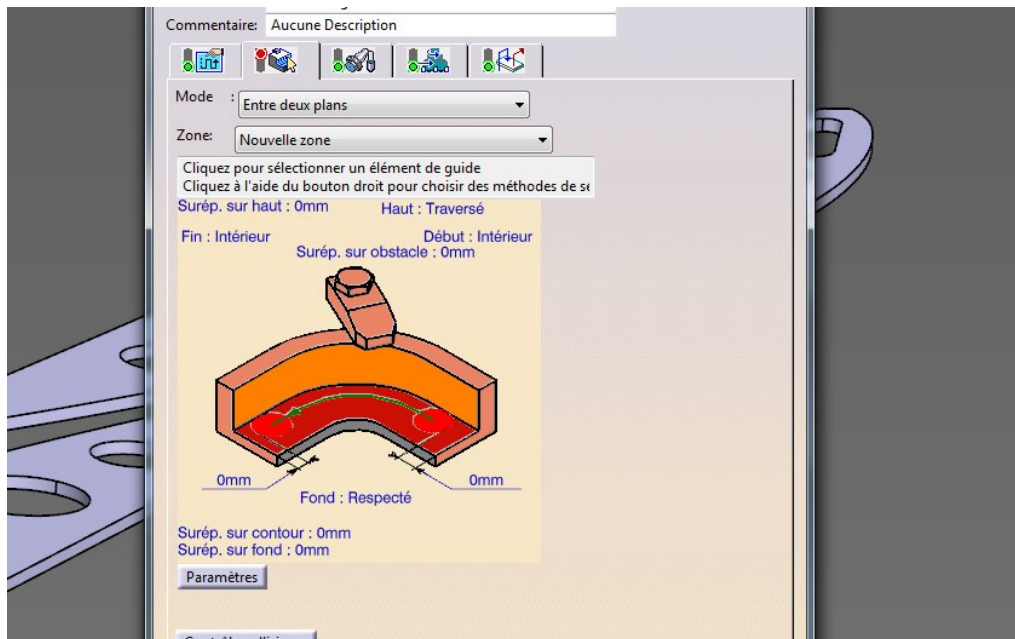 Commentaire: Aucune Description
Mode : Entre deux plans
Zone: Nouvelle zone
Cliquez pour sélectionner un élément de guide
Cliquez à l'aide du bouton droit pour choisir des méthodes de sé
Surép. sur haut : 0mm Haut : Traversé
Fin : Intérieur Début : Intérieur
Surép. sur obstacle : 0mm
0mm 0mm
Fond : Respecté
Surép. sur contour : 0mm
Surép. sur fond : 0mm
Paramètres